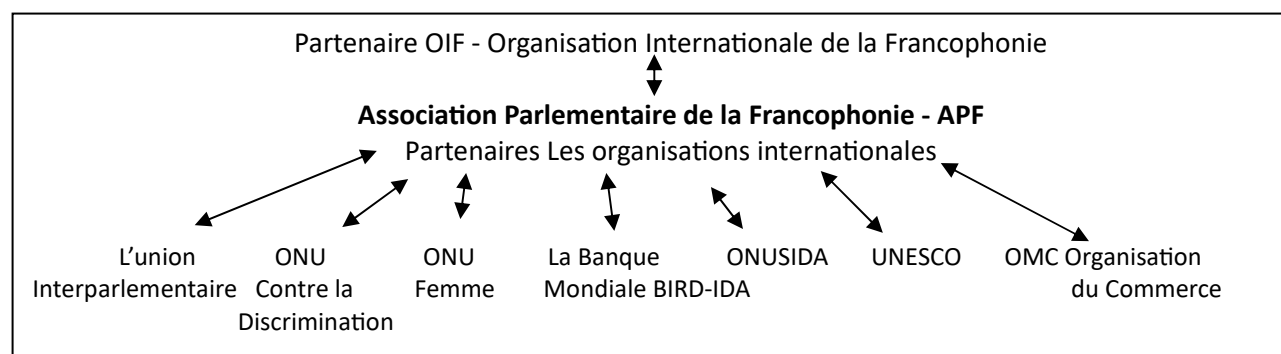 Partenaire OIF - Organisation Internationale de la Francophonie
Association Parlementaire de la Francophonie - APF
Partenaires Les organisations internationales
L’union ONU ONU La Banque ONUSIDA UNESCO OMC Organisation
Interparlementaire Contre la Femme Mondiale BIRD-IDA du Commerce
Discrimination